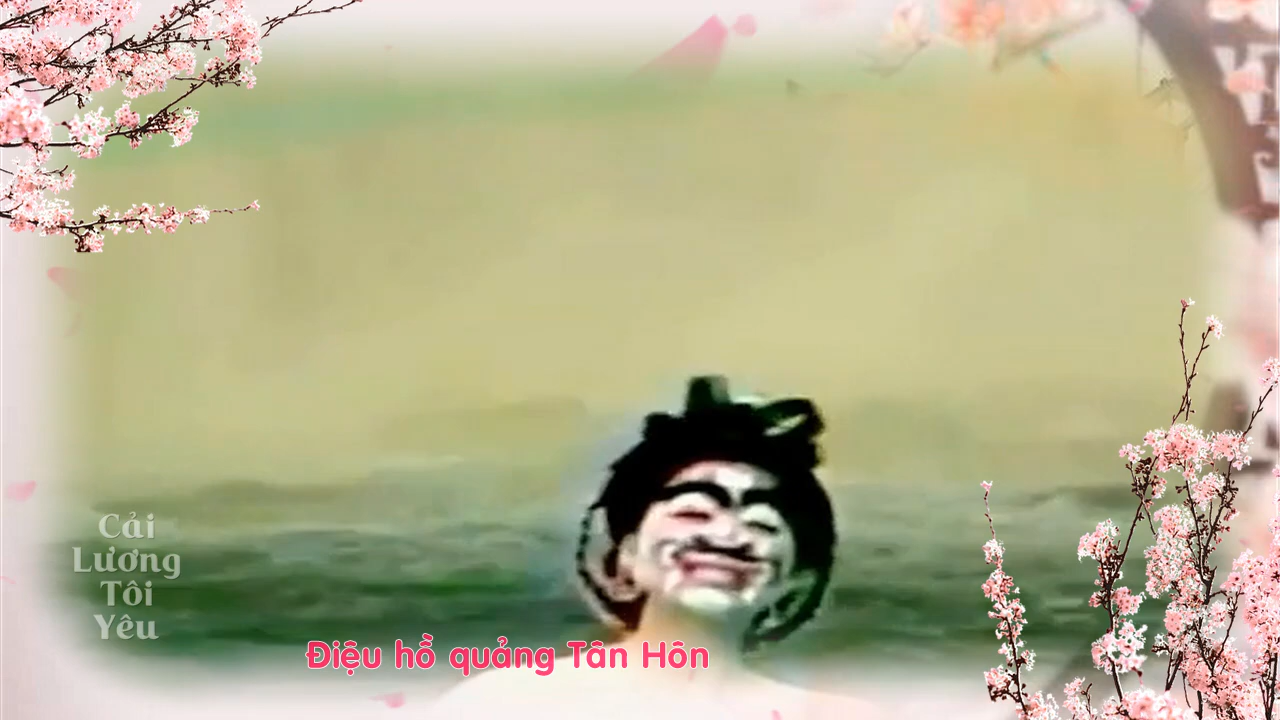 Cải
Lương
Tôi
Yêu
Điệu hồ quảng Tân Hôn